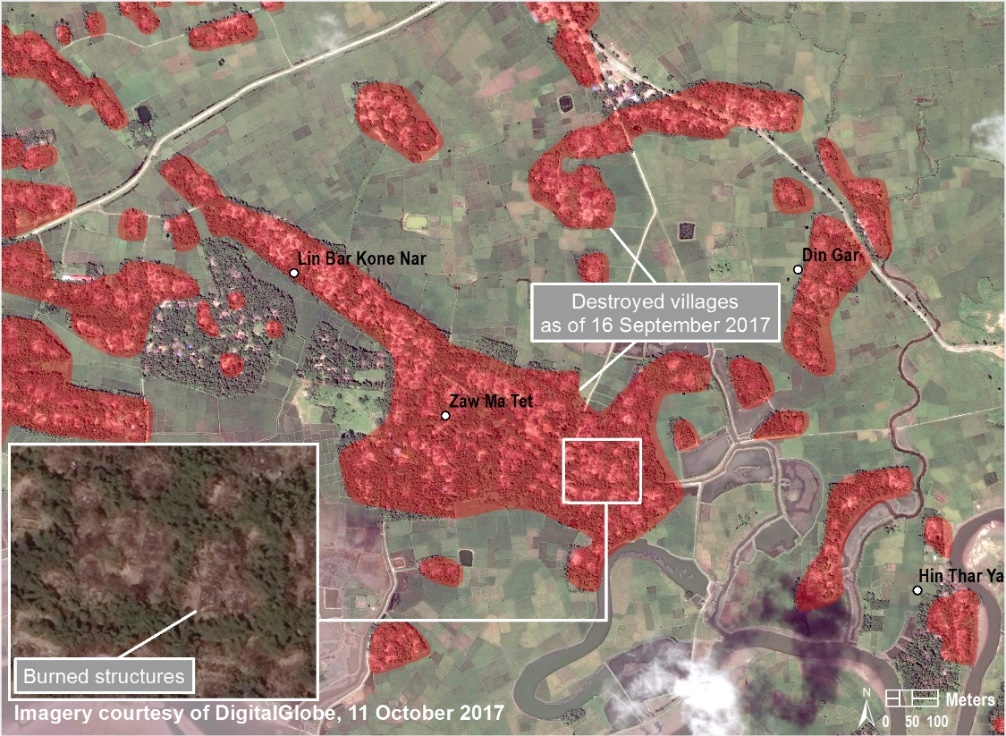 Lin Bar Kone Nar
Din Gar
Destroyed villages
as of 16 September 2017
Zaw Ma Tet
Hin Thar Ya
Burned structures
Imagery courtesy of DigitalGlobe, 11 October 2017
N
Meters
0 50 100